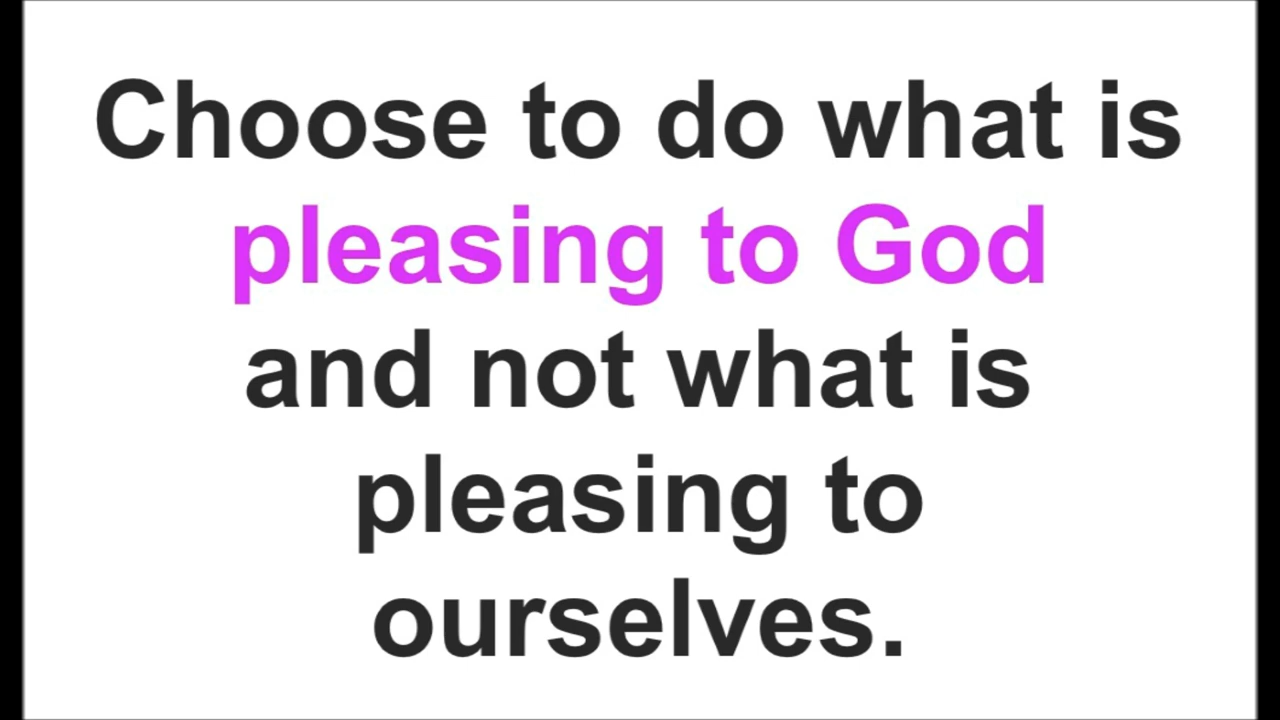 Choose to do what is
pleasing to God
and not what is
pleasing to
ourselves.